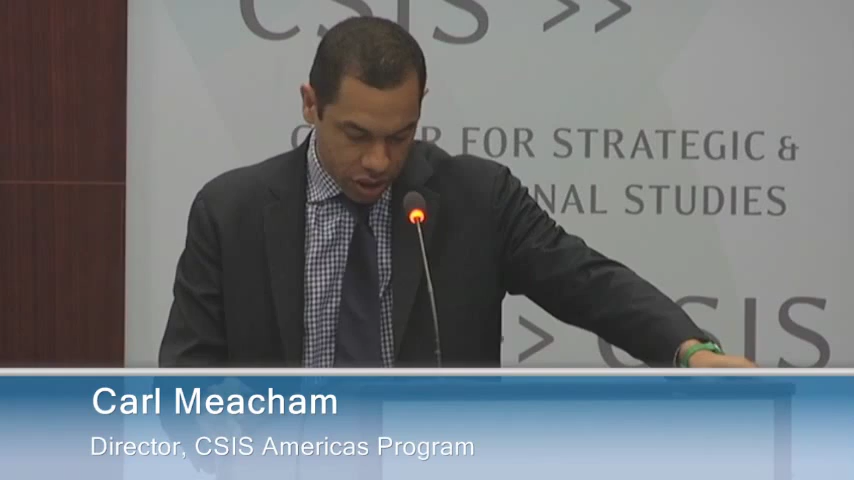 CSIS >>
FOR STRATEGIC &
STUDIES
> CSIS
Carl Meacham
Director, CSIS Americas Program